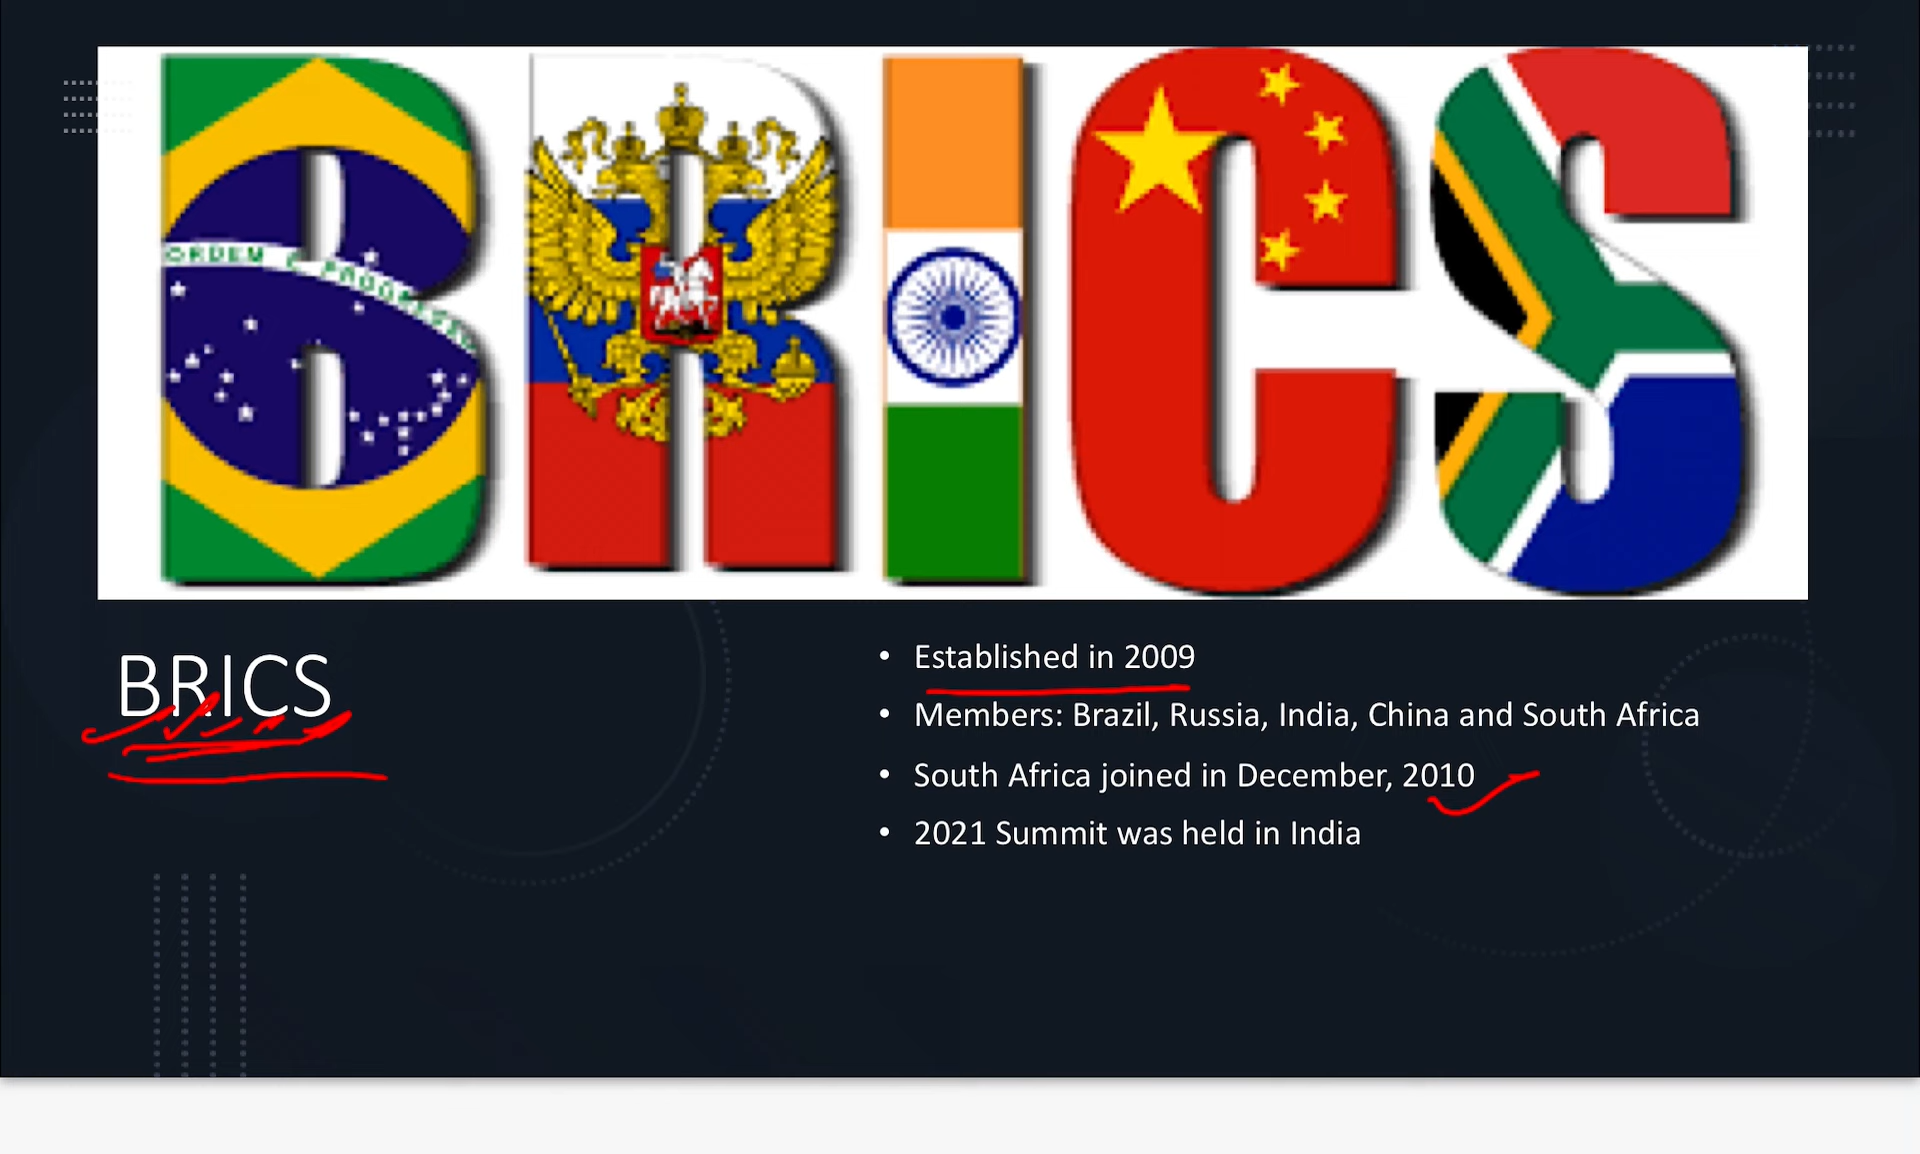 BRICS
ORDEM E PROGRESSO
BRICS
• Established in 2009
• Members: Brazil, Russia, India, China and South Africa
• South Africa joined in December, 2010
• 2021 Summit was held in India